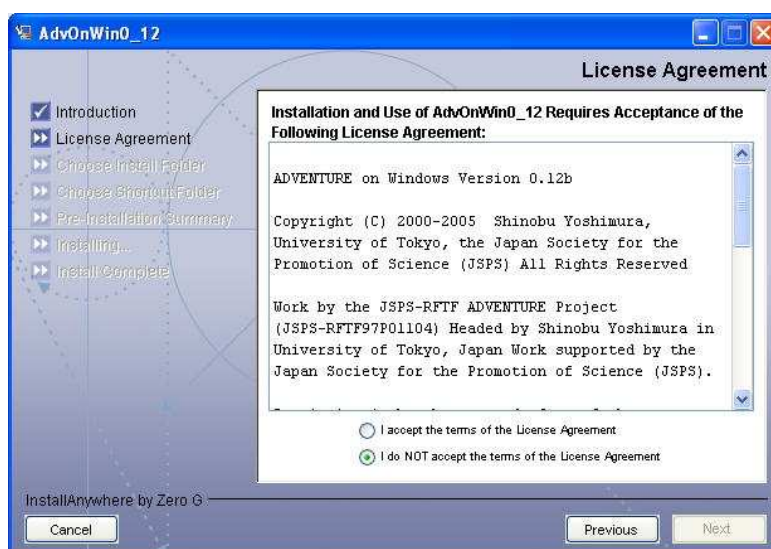 AdvOnWin0_12
License Agreement
Introduction
License Agreement
Choose Install Folder
Choose Shortcut Folder
Pre-Installation Summary
Installing...
Install Complete
Installation and Use of AdvOnWin0_12 Requires Acceptance of the
Following License Agreement:
ADVENTURE on Windows Version 0.12b
Copyright (C) 2000-2005 Shinobu Yoshimura,
University of Tokyo, the Japan Society for the
Promotion of Science (JSPS) All Rights Reserved
Work by the JSPS-RFTF ADVENTURE Project
(JSPS-RFTF97P01104) Headed by Shinobu Yoshimura in
University of Tokyo, Japan Work supported by the
Japan Society for the Promotion of Science (JSPS).
I accept the terms of the License Agreement
I do NOT accept the terms of the License Agreement
InstallAnywhere by Zero G
Cancel
Previous
Next